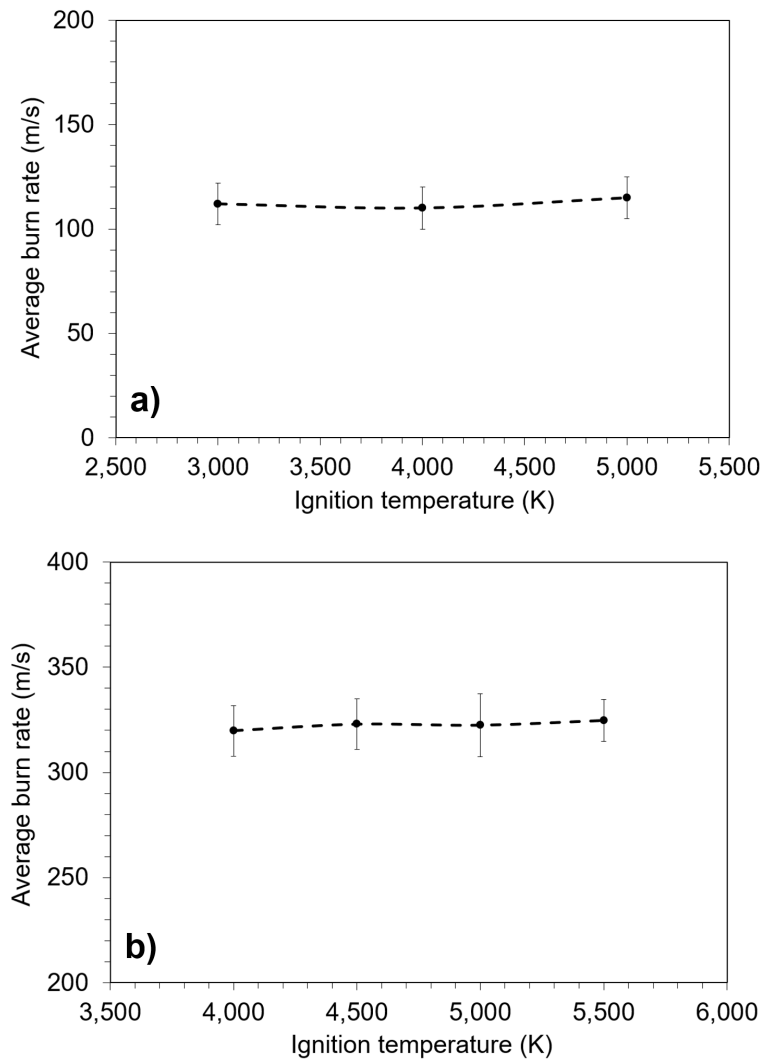 200
150
100
50
0
Average burn rate (m/s)
a)
2,500 3,000 3,500 4,000 4,500 5,000 5,500
Ignition temperature (K)
400
350
300
250
200
Average burn rate (m/s)
b)
3,500 4,000 4,500 5,000 5,500 6,000
Ignition temperature (K)